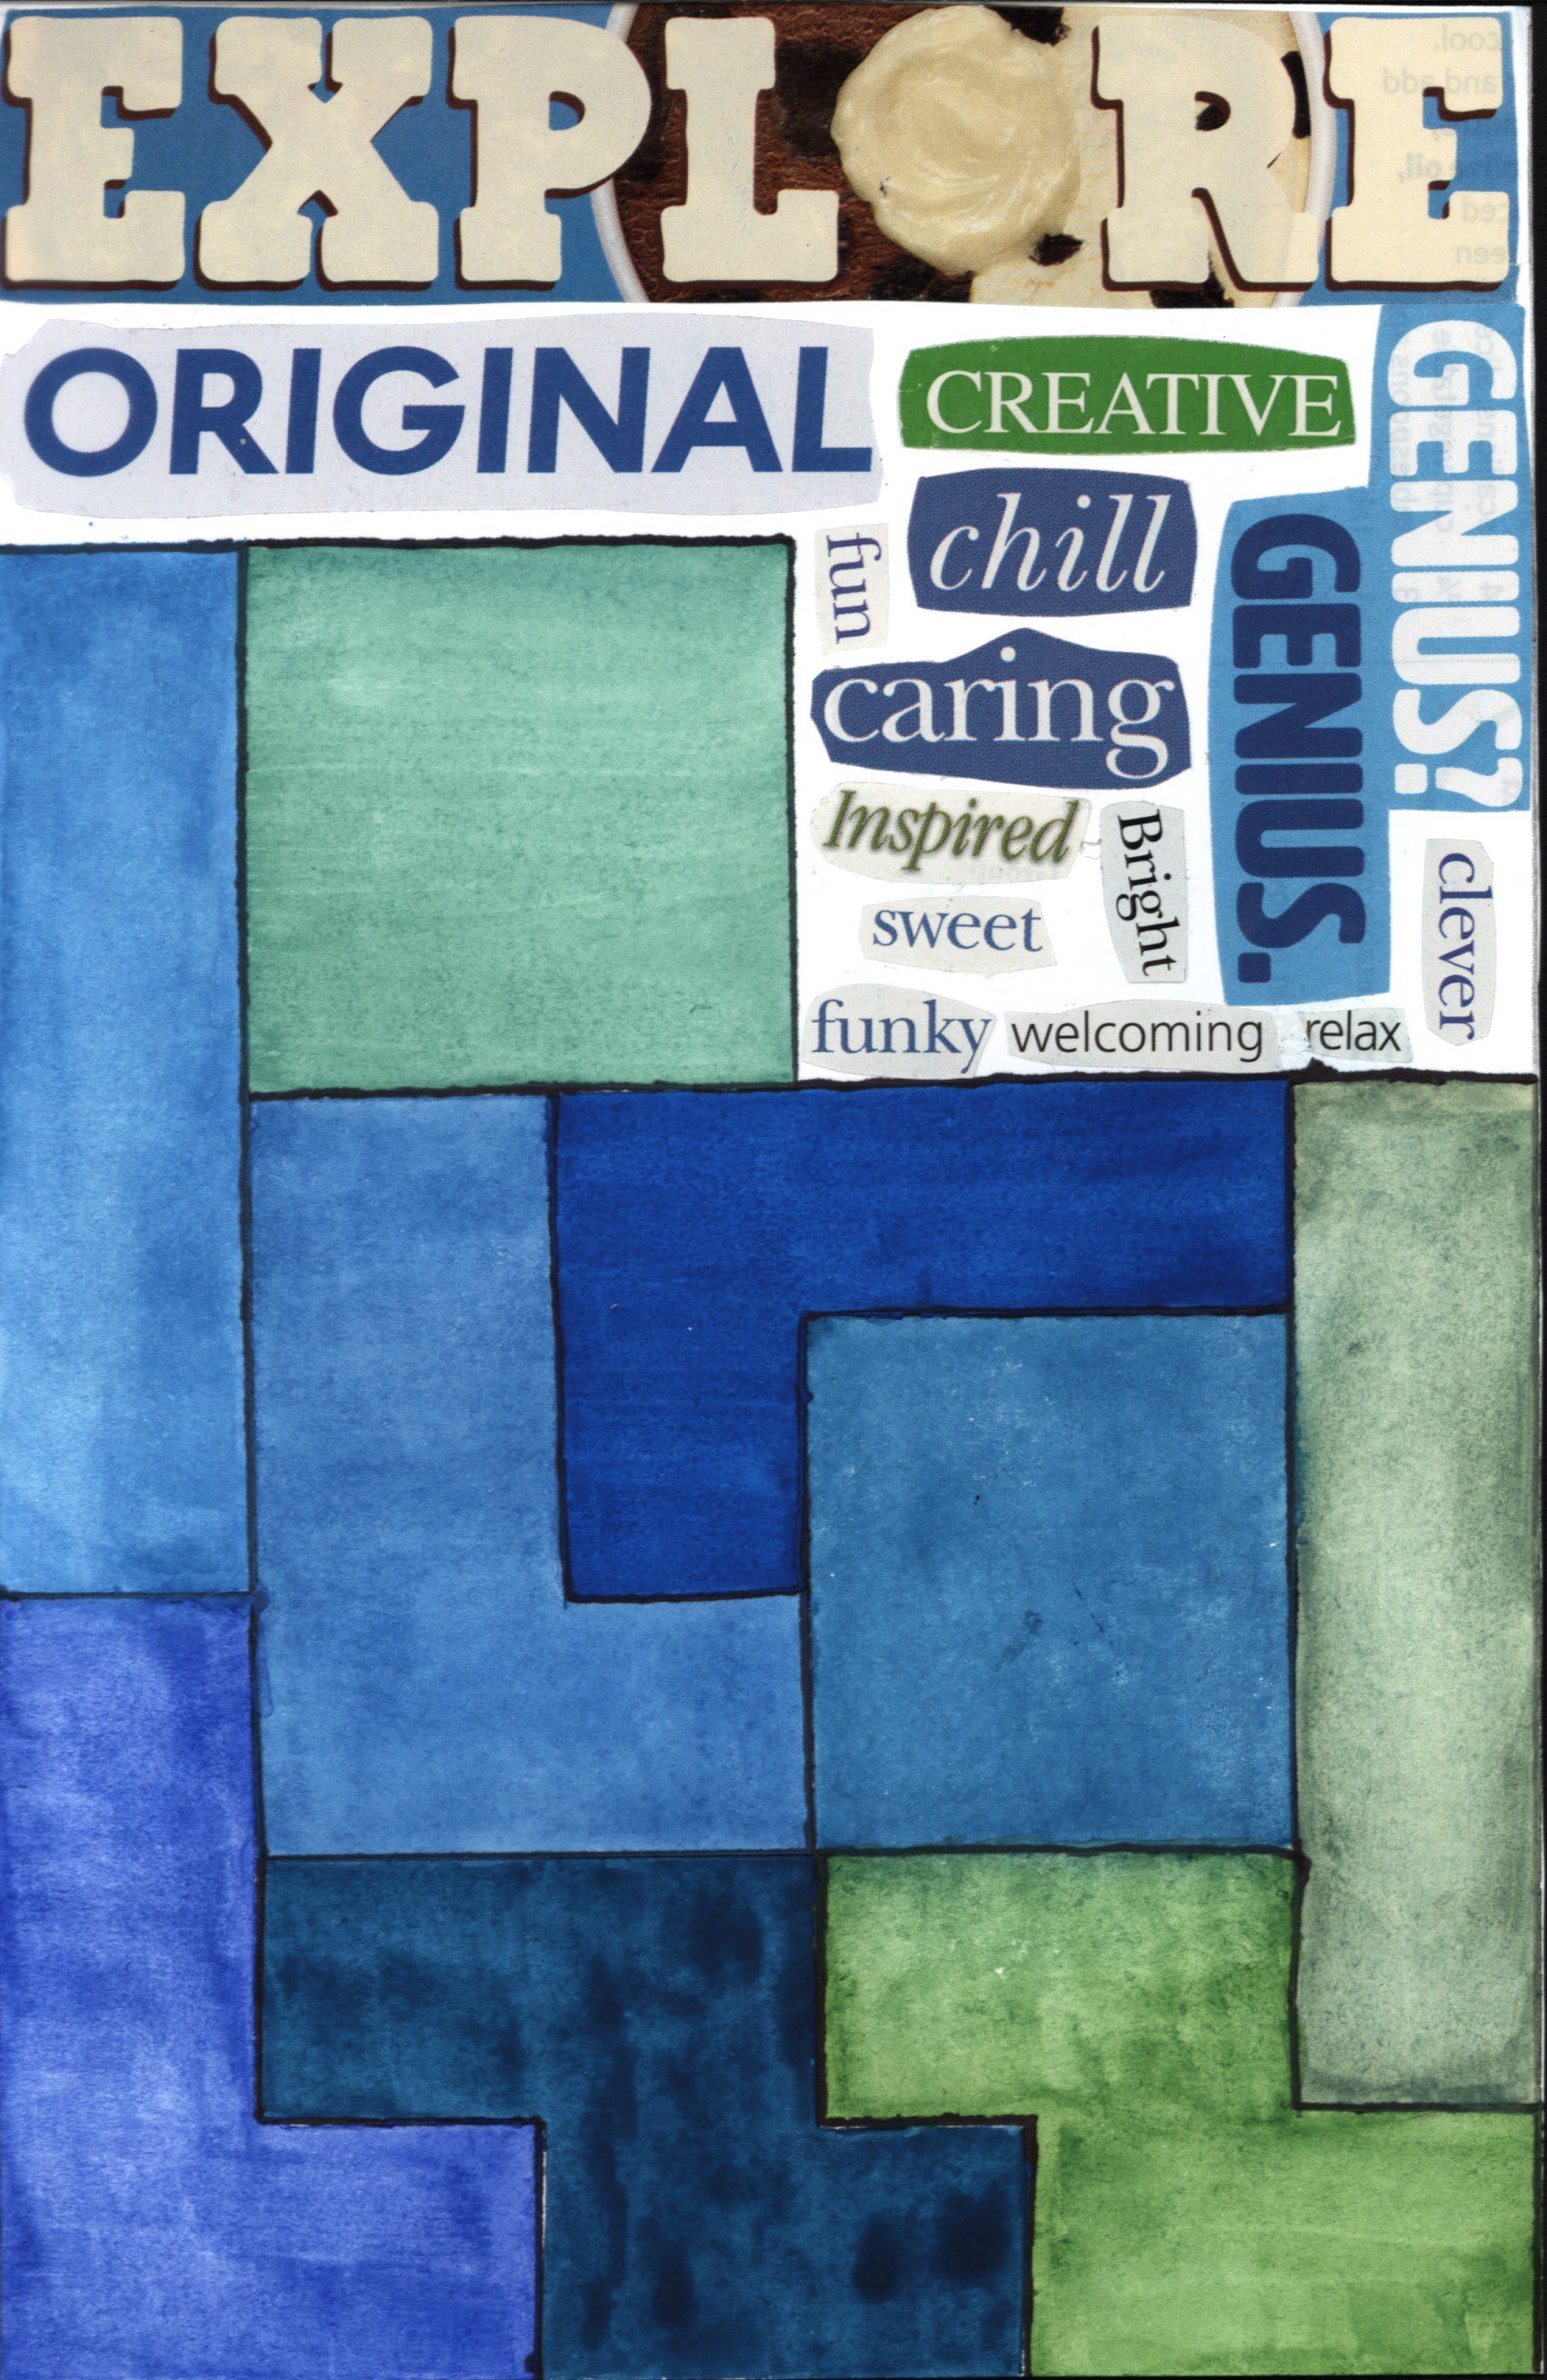 EXPLORE
ORIGINAL
CREATIVE
GENIUS?
chill
fun
GENIUS.
caring
Inspired
Bright
sweet
clever
funky
welcoming
relax